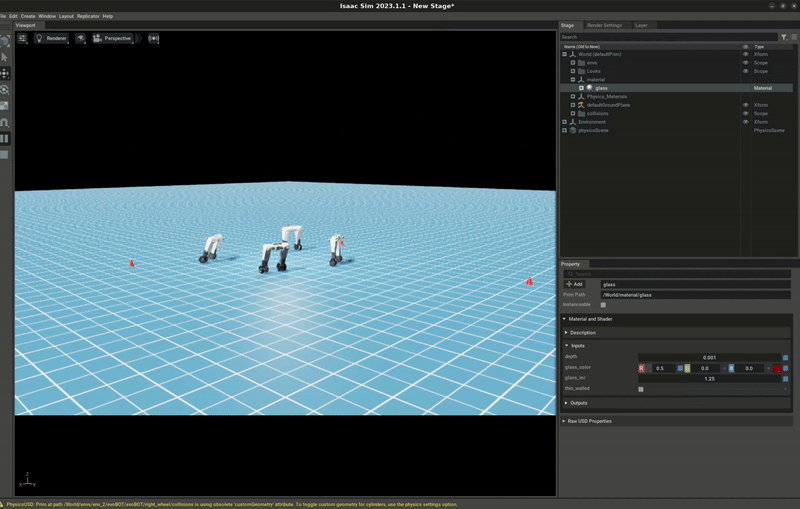 Isaac Sim 2023.1.1 - New Stage*
File Edit Create Window Layout Replicator Help
Viewport
Renderer Perspective
Stage Render Settings Layer
Search
Name (Old to New) Type
World (defaultPrim) Xform
envs Scope
Looks Scope
material
glass Material
Physics_Materials
defaultGroundPlane Xform
collisions Scope
Environment Xform
physicsScene PhysicsScene
Property
Search
Add glass
Prim Path /World/material/glass
Instanceable
Material and Shader
Description
Inputs
depth 0.001
glass_color R 0.5 G 0.0 B 0.0
glass_ior 1.25
thin_walled
Outputs
Raw USD Properties
Z
X Y
PhysicsUSD: Prim at path /World/envs/env_2/evoBOT/evoBOT/right_wheel/collisions is using obsolete 'customGeometry' attribute. To toggle custom geometry for cylinders, use the physics settings option.